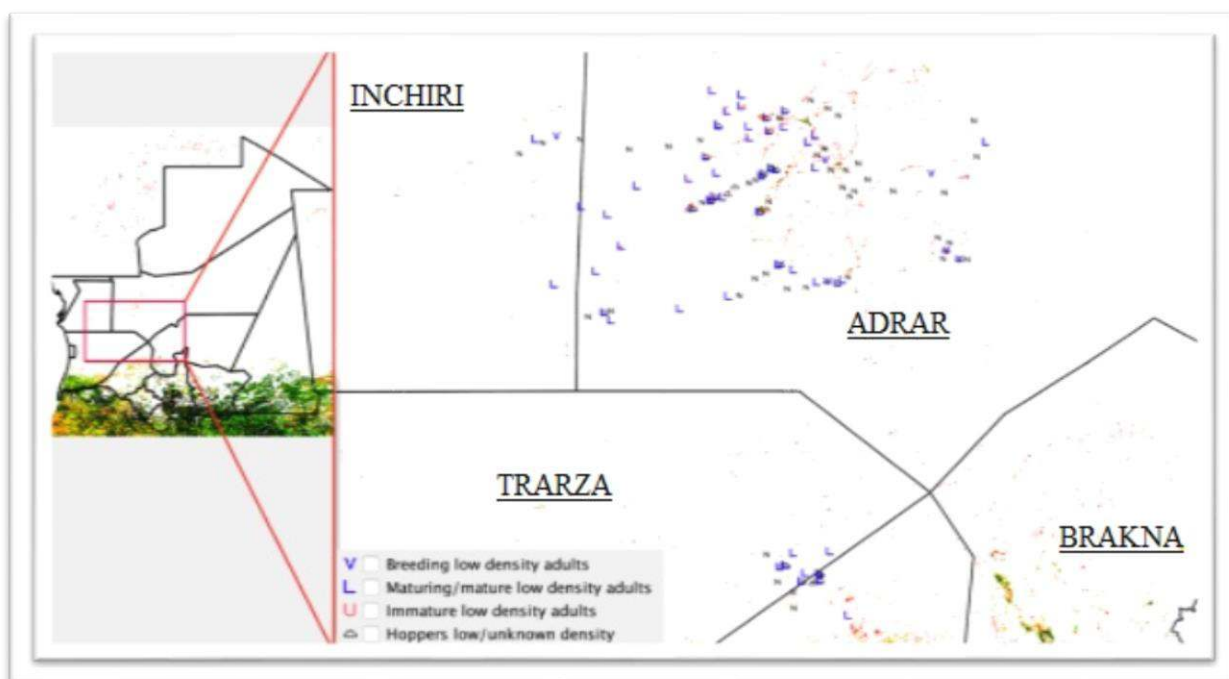 INCHIRI
ADRAR
TRARZA
BRAKNA
V Breeding low density adults
L Maturing/mature low density adults
U Immature low density adults
Hoppers low/unknown density